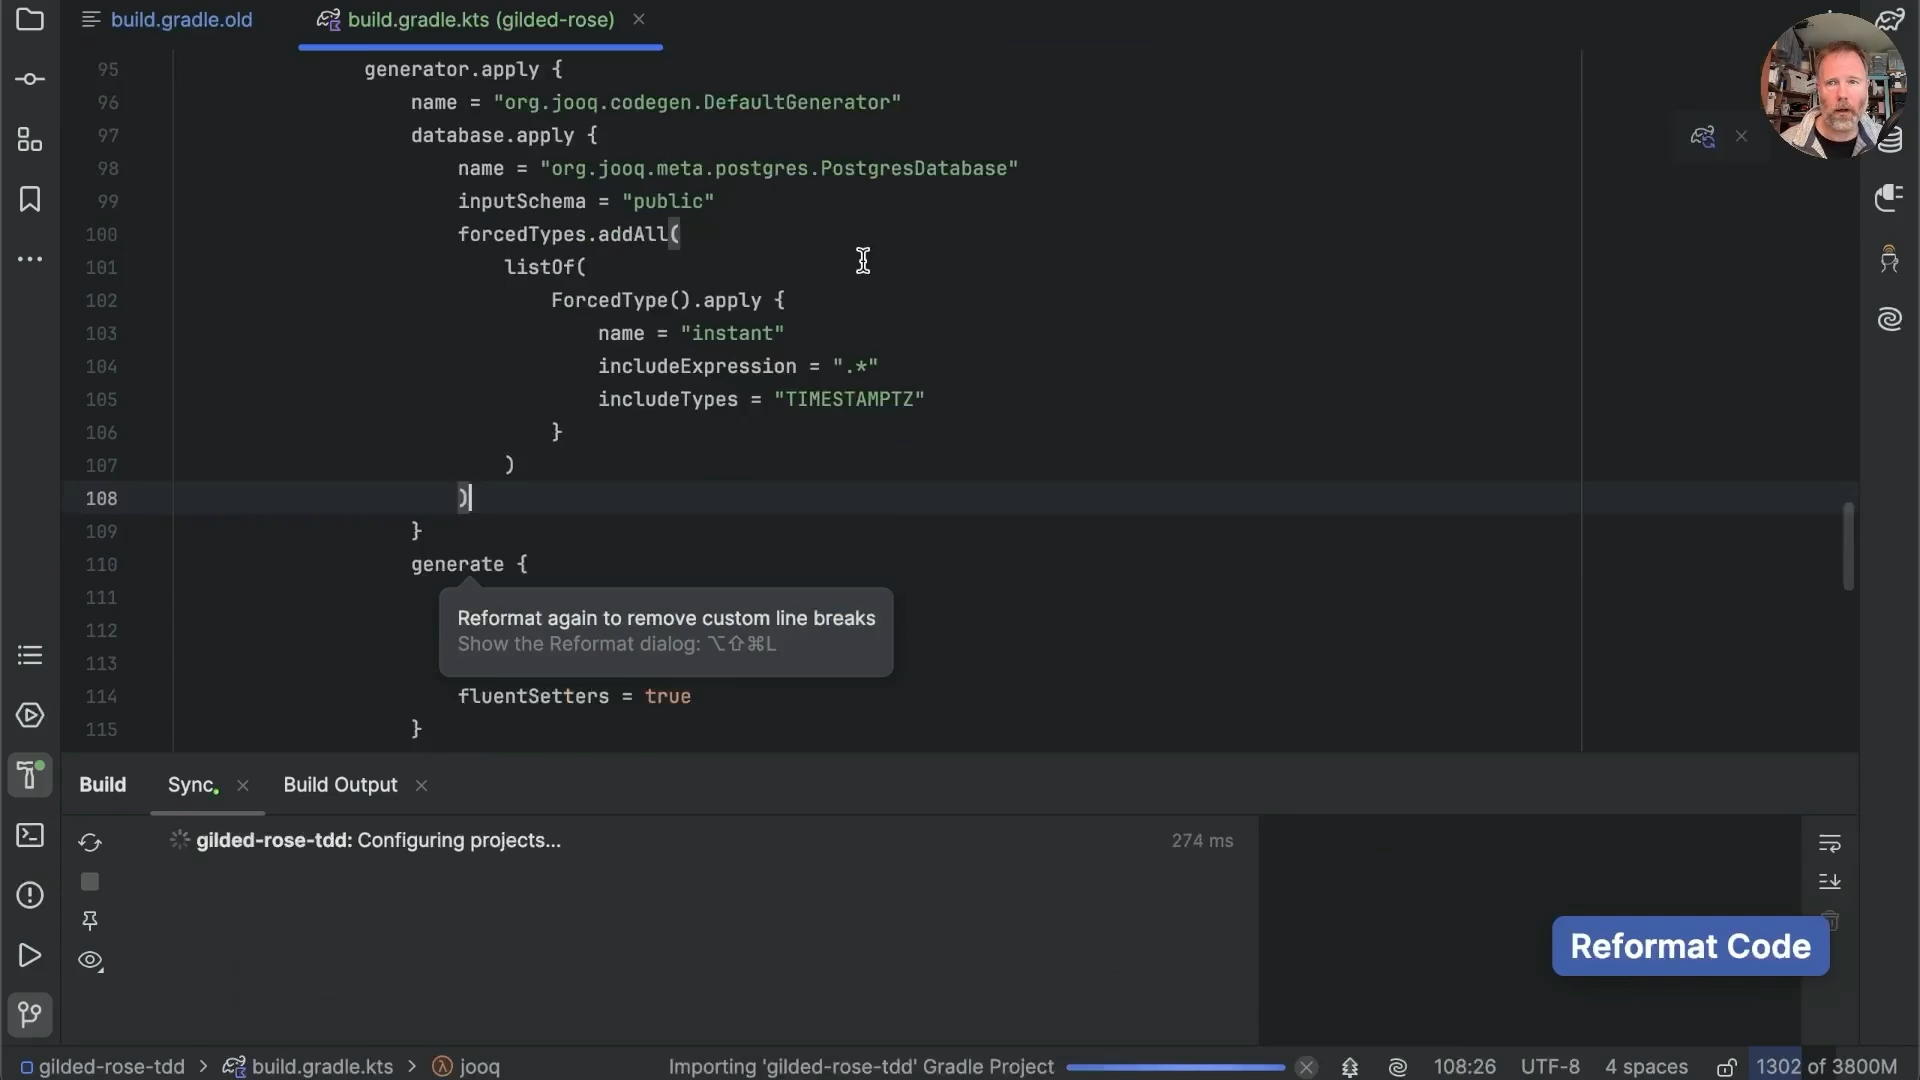 build.gradle.old
build.gradle.kts (gilded-rose)
95 generator.apply {
96 name = "org.jooq.codegen.DefaultGenerator"
97 database.apply {
98 name = "org.jooq.meta.postgres.PostgresDatabase"
99 inputSchema = "public"
100 forcedTypes.addAll(
101 listOf(
102 ForcedType().apply {
103 name = "instant"
104 includeExpression = ".*"
105 includeTypes = "TIMESTAMPTZ"
106 }
107 )
108 )
109 }
110 generate {
111
112
113
114 fluentSetters = true
115 }
Reformat again to remove custom line breaks
Show the Reformat dialog: ⌥⇧⌘L
Build
Sync
Build Output
gilded-rose-tdd: Configuring projects...
274 ms
Reformat Code
gilded-rose-tdd > build.gradle.kts > jooq
Importing 'gilded-rose-tdd' Gradle Project
108:26
UTF-8
4 spaces
1302 of 3800M